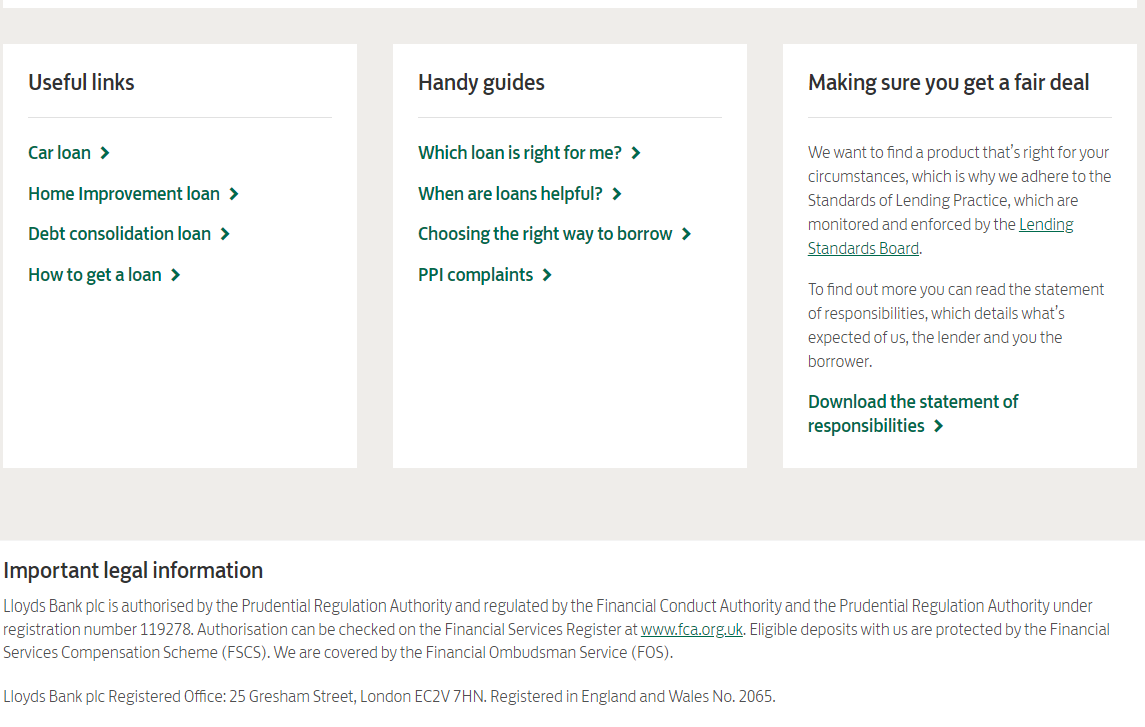 Useful links
Car loan
Home Improvement loan
Debt consolidation loan
How to get a loan
Handy guides
Which loan is right for me?
When are loans helpful?
Choosing the right way to borrow
PPI complaints
Making sure you get a fair deal
We want to find a product that's right for your
circumstances, which is why we adhere to the
Standards of Lending Practice, which are
monitored and enforced by the Lending
Standards Board.
To find out more you can read the statement
of responsibilities, which details what's
expected of us, the lender and you the
borrower.
Download the statement of
responsibilities
Important legal information
Lloyds Bank plc is authorised by the Prudential Regulation Authority and regulated by the Financial Conduct Authority and the Prudential Regulation Authority under
registration number 119278. Authorisation can be checked on the Financial Services Register at www.fca.org.uk. Eligible deposits with us are protected by the Financial
Services Compensation Scheme (FSCS). We are covered by the Financial Ombudsman Service (FOS).
Lloyds Bank plc Registered Office: 25 Gresham Street, London EC2V 7HN. Registered in England and Wales No. 2065.